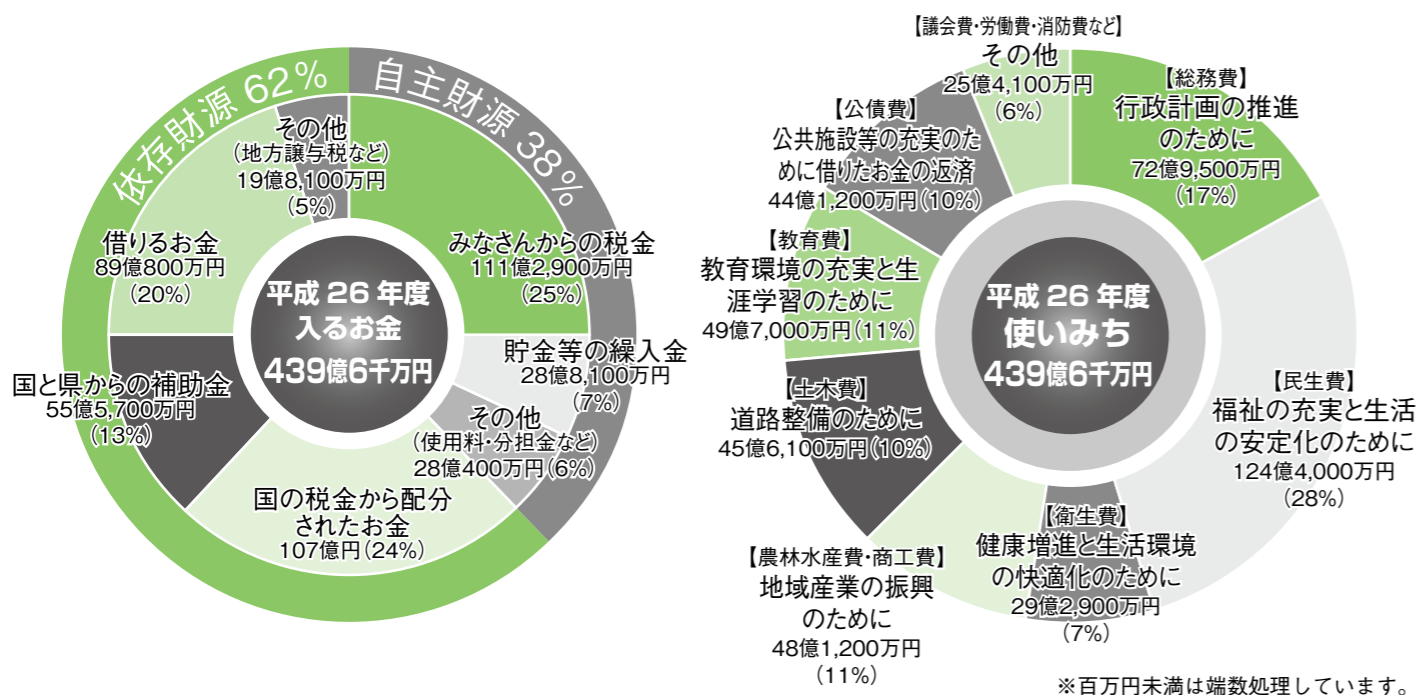 依存財源 62%
自主財源 38%
その他
（地方譲与税など）
19億8,100万円
（5%）
借りるお金
89億800万円
（20%）
みなさんからの税金
111億2,900万円
（25%）
平成 26 年度
入るお金
439億6千万円
国と県からの補助金
55億5,700万円
（13%）
貯金等の繰入金
28億8,100万円
（7%）
その他
（使用料・分担金など）
28億400万円（6%）
国の税金から配分
されたお金
107億円（24%）
【議会費・労働費・消防費など】
その他
25億4,100万円
（6%）
【総務費】
行政計画の推進
のために
72億9,500万円
（17%）
【公債費】
公共施設等の充実のた
めに借りたお金の返済
44億1,200万円（10%）
【教育費】
教育環境の充実と生
涯学習のために
49億7,000万円（11%）
平成 26 年度
使いみち
439億6千万円
【土木費】
道路整備のために
45億6,100万円（10%）
【民生費】
福祉の充実と生活
の安定化のために
124億4,000万円
（28%）
【衛生費】
健康増進と生活環境
の快適化のために
29億2,900万円
（7%）
【農林水産費・商工費】
地域産業の振興
のために
48億1,200万円
（11%）
※百万円未満は端数処理しています。